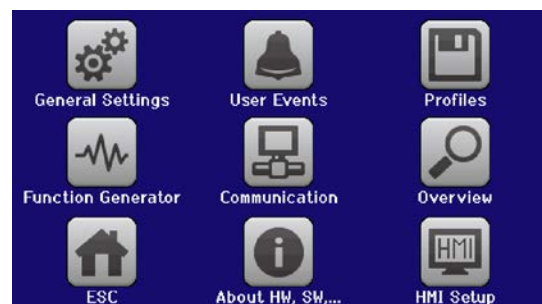 General Settings
User Events
Profiles
Function Generator
Communication
Overview
HMI
ESC
About HW, SW,...
HMI Setup